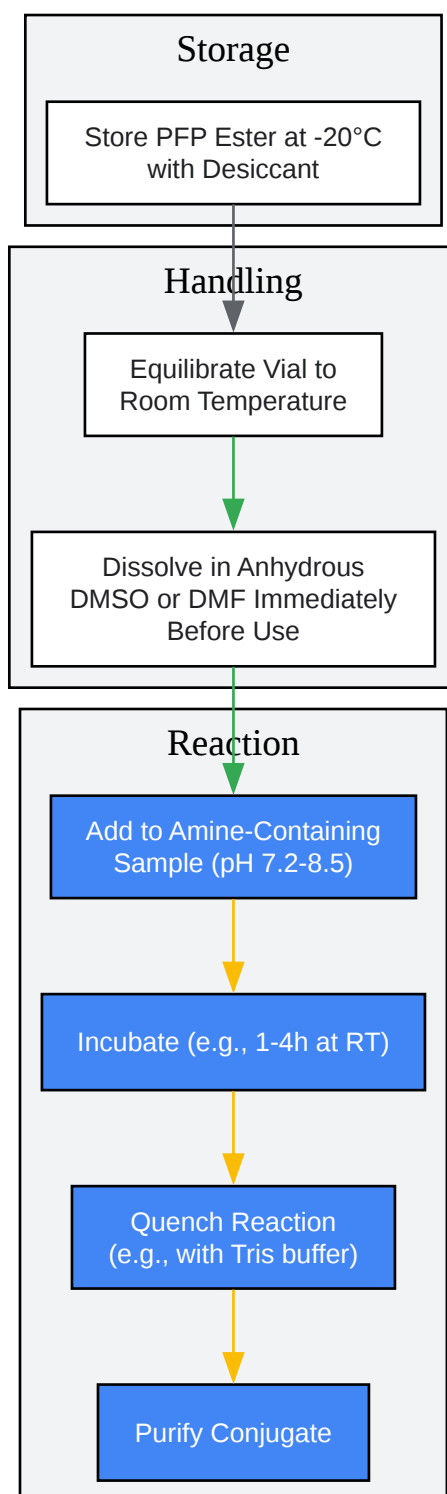 Storage
Store PFP Ester at -20°C
with Desiccant
Handling
Equilibrate Vial to
Room Temperature
Dissolve in Anhydrous
DMSO or DMF Immediately
Before Use
Reaction
Add to Amine-Containing
Sample (pH 7.2-8.5)
Incubate (e.g., 1-4h at RT)
Quench Reaction
(e.g., with Tris buffer)
Purify Conjugate